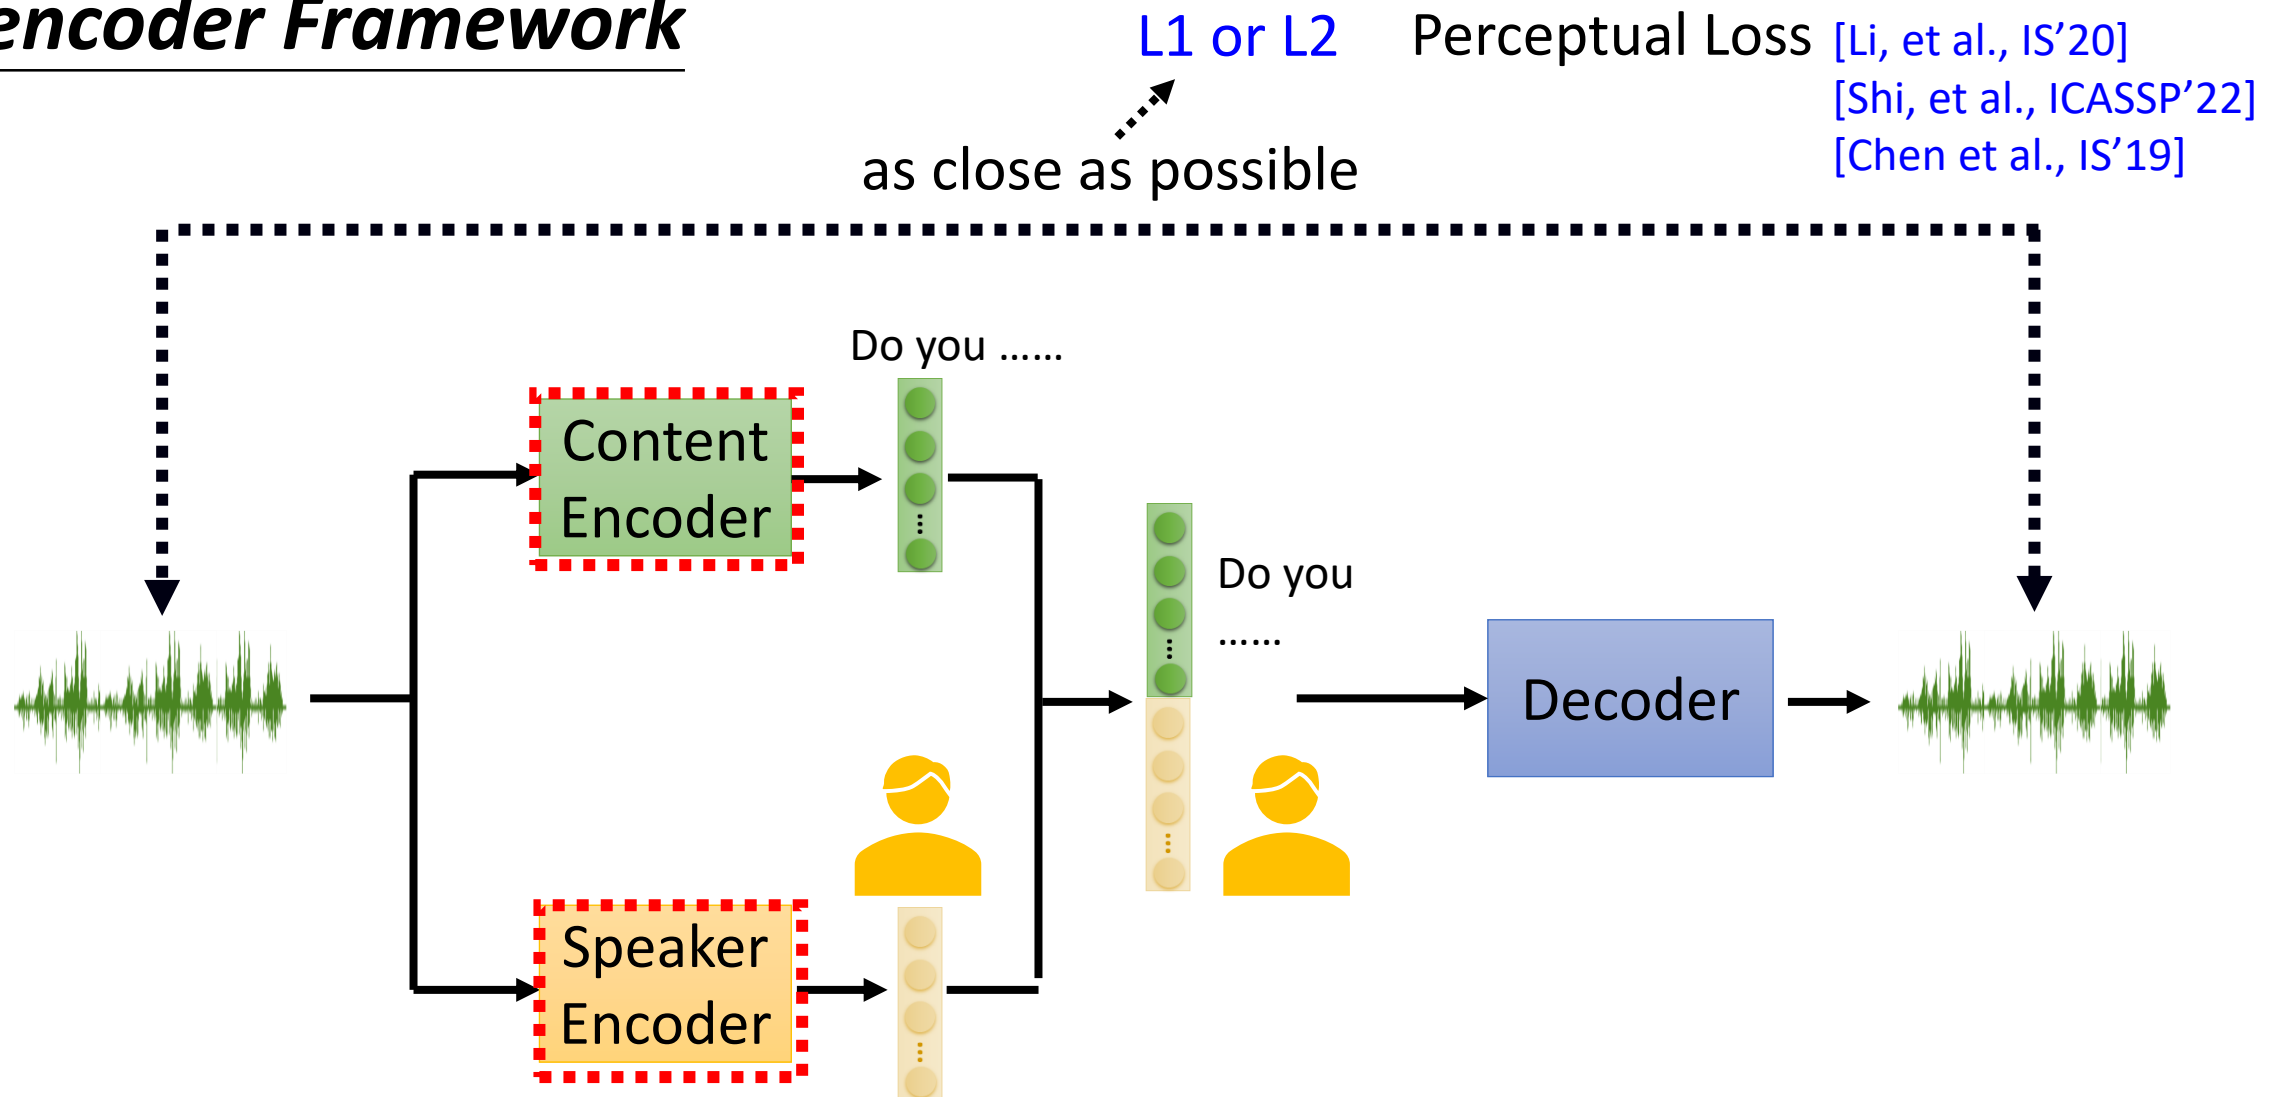 encoder Framework
L1 or L2
Perceptual Loss
[Li, et al., IS’20]
[Shi, et al., ICASSP’22]
[Chen et al., IS’19]
as close as possible
Do you ......
Content
Encoder
Do you
......
Decoder
Speaker
Encoder